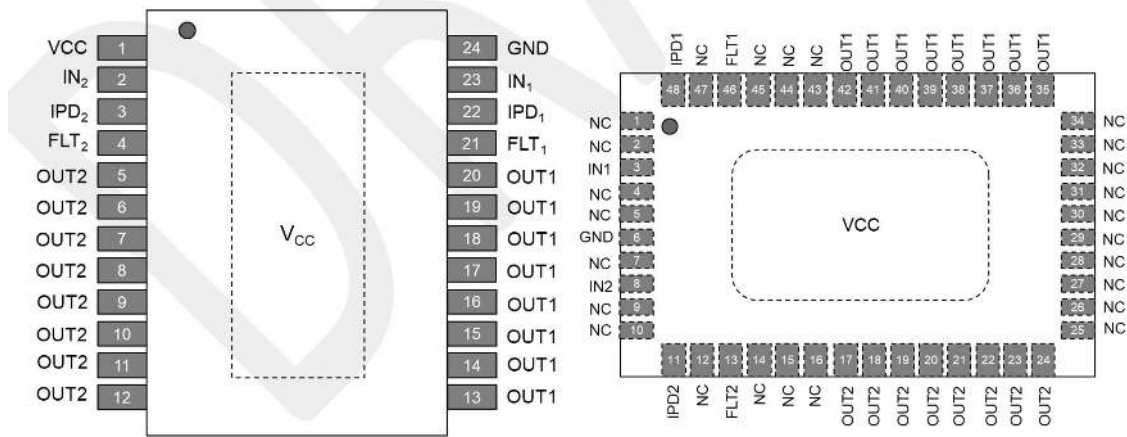 VCC 1 24 GND
IN2 2 23 IN1
IPD2 3 22 IPD1
FLT2 4 21 FLT1
OUT2 5 20 OUT1
OUT2 6 19 OUT1
OUT2 7 18 OUT1
OUT2 8 17 OUT1
OUT2 9 16 OUT1
OUT2 10 15 OUT1
OUT2 11 14 OUT1
OUT2 12 13 OUT1
VCC
IPD1 NC FLT1 NC NC NC OUT1 OUT1 OUT1 OUT1 OUT1 OUT1 OUT1 OUT1
48 47 46 45 44 43 42 41 40 39 38 37 36 35
NC 1 34 NC
NC 2 33 NC
IN1 3 32 NC
NC 4 31 NC
NC 5 30 NC
GND 6 29 NC
NC 7 28 NC
IN2 8 27 NC
NC 9 26 NC
NC 10 25 NC
VCC
11 12 13 14 15 16 17 18 19 20 21 22 23 24
IPD2 NC FLT2 NC NC NC OUT2 OUT2 OUT2 OUT2 OUT2 OUT2 OUT2 OUT2